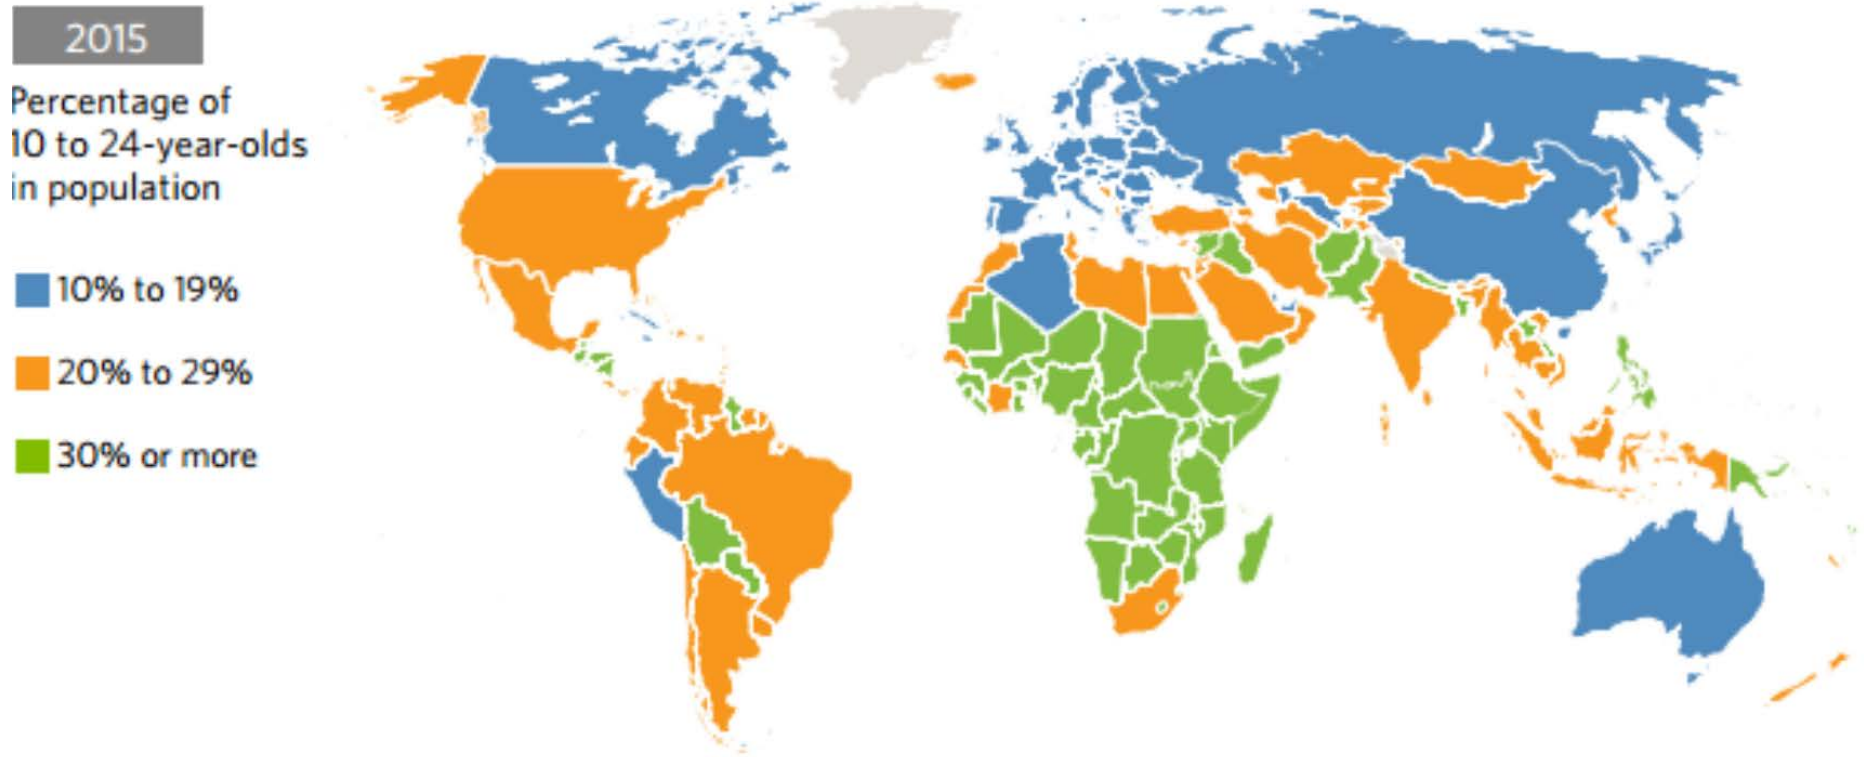 2015
Percentage of
10 to 24-year-olds
in population
10% to 19%
20% to 29%
30% or more